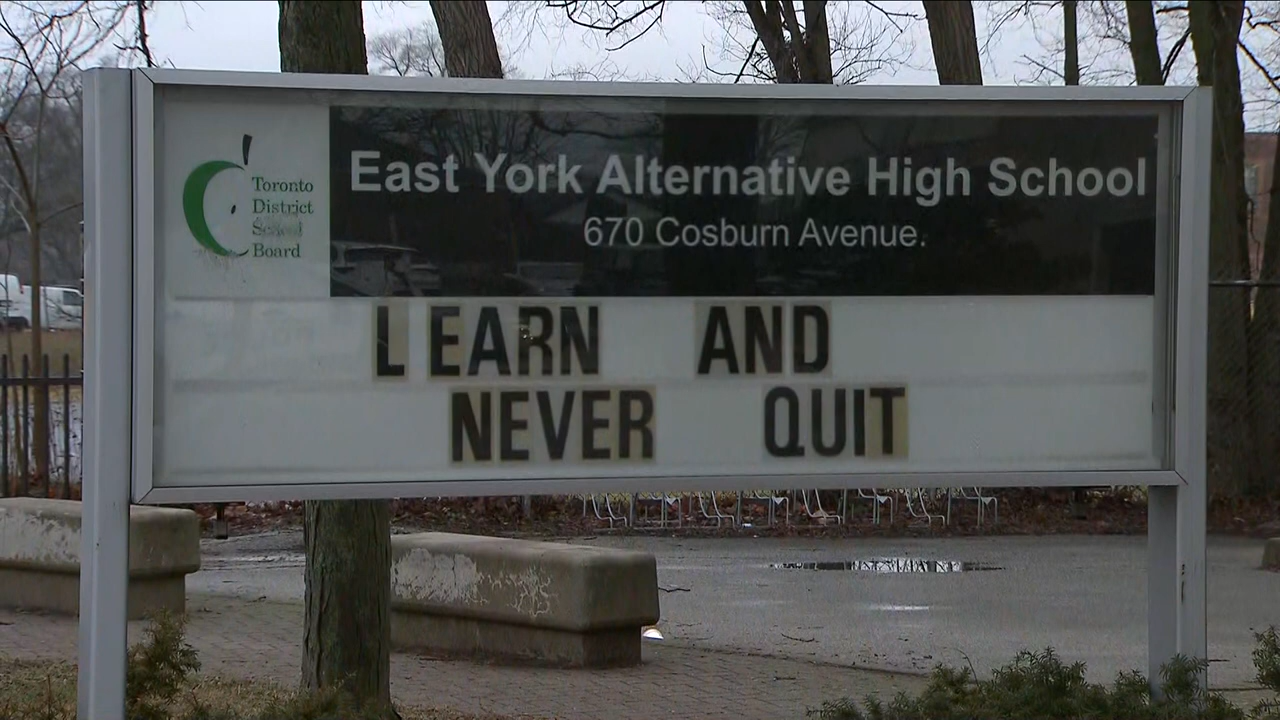 Toronto
District
School
Board
East York Alternative High School
670 Cosburn Avenue.
LEARN AND
NEVER QUIT